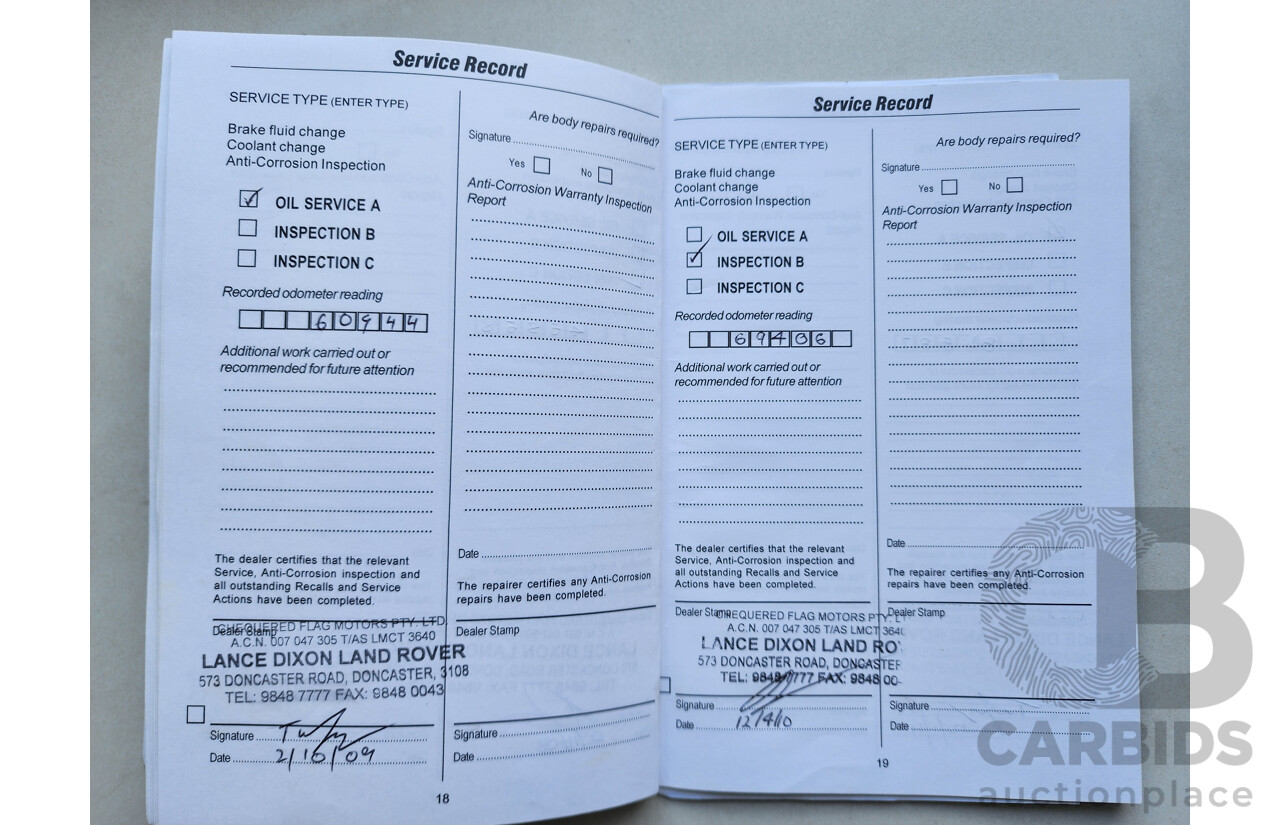 Service Record
SERVICE TYPE (ENTER TYPE)
Brake fluid change
Coolant change
Anti-Corrosion Inspection
OIL SERVICE A
INSPECTION B
INSPECTION C
Recorded odometer reading
60944
Additional work carried out or
recommended for future attention
The dealer certifies that the relevant
Service, Anti-Corrosion inspection and
all outstanding Recalls and Service
Actions have been completed.
Dealer Stamp
CHEQUERED FLAG MOTORS PTY. LTD
A.C.N. 007 047 305 T/AS LMCT 3640
LANCE DIXON LAND ROVER
573 DONCASTER ROAD, DONCASTER, 3108
TEL: 9848 7777 FAX: 9848 0043
Signature
Date 2/10/09
Are body repairs required?
Signature
Yes No
Anti-Corrosion Warranty Inspection
Report
Date
The repairer certifies any Anti-Corrosion
repairs have been completed.
Dealer Stamp
Signature
Date
18
Service Record
SERVICE TYPE (ENTER TYPE)
Brake fluid change
Coolant change
Anti-Corrosion Inspection
OIL SERVICE A
INSPECTION B
INSPECTION C
Recorded odometer reading
69406
Additional work carried out or
recommended for future attention
The dealer certifies that the relevant
Service, Anti-Corrosion inspection and
all outstanding Recalls and Service
Actions have been completed.
Dealer Stamp
CHEQUERED FLAG MOTORS PTY. LT
A.C.N. 007 047 305 T/AS LMCT 3640
LANCE DIXON LAND RO
573 DONCASTER ROAD, DONCASTER
TEL: 9848 7777 FAX: 9848 00
Signature
Date 12/4/10
Are body repairs required?
Signature
Yes No
Anti-Corrosion Warranty Inspection
Report
Date
The repairer certifies any Anti-Corrosion
repairs have been completed.
Dealer Stamp
Signature
Date
19
CARBIDS
auctionplace